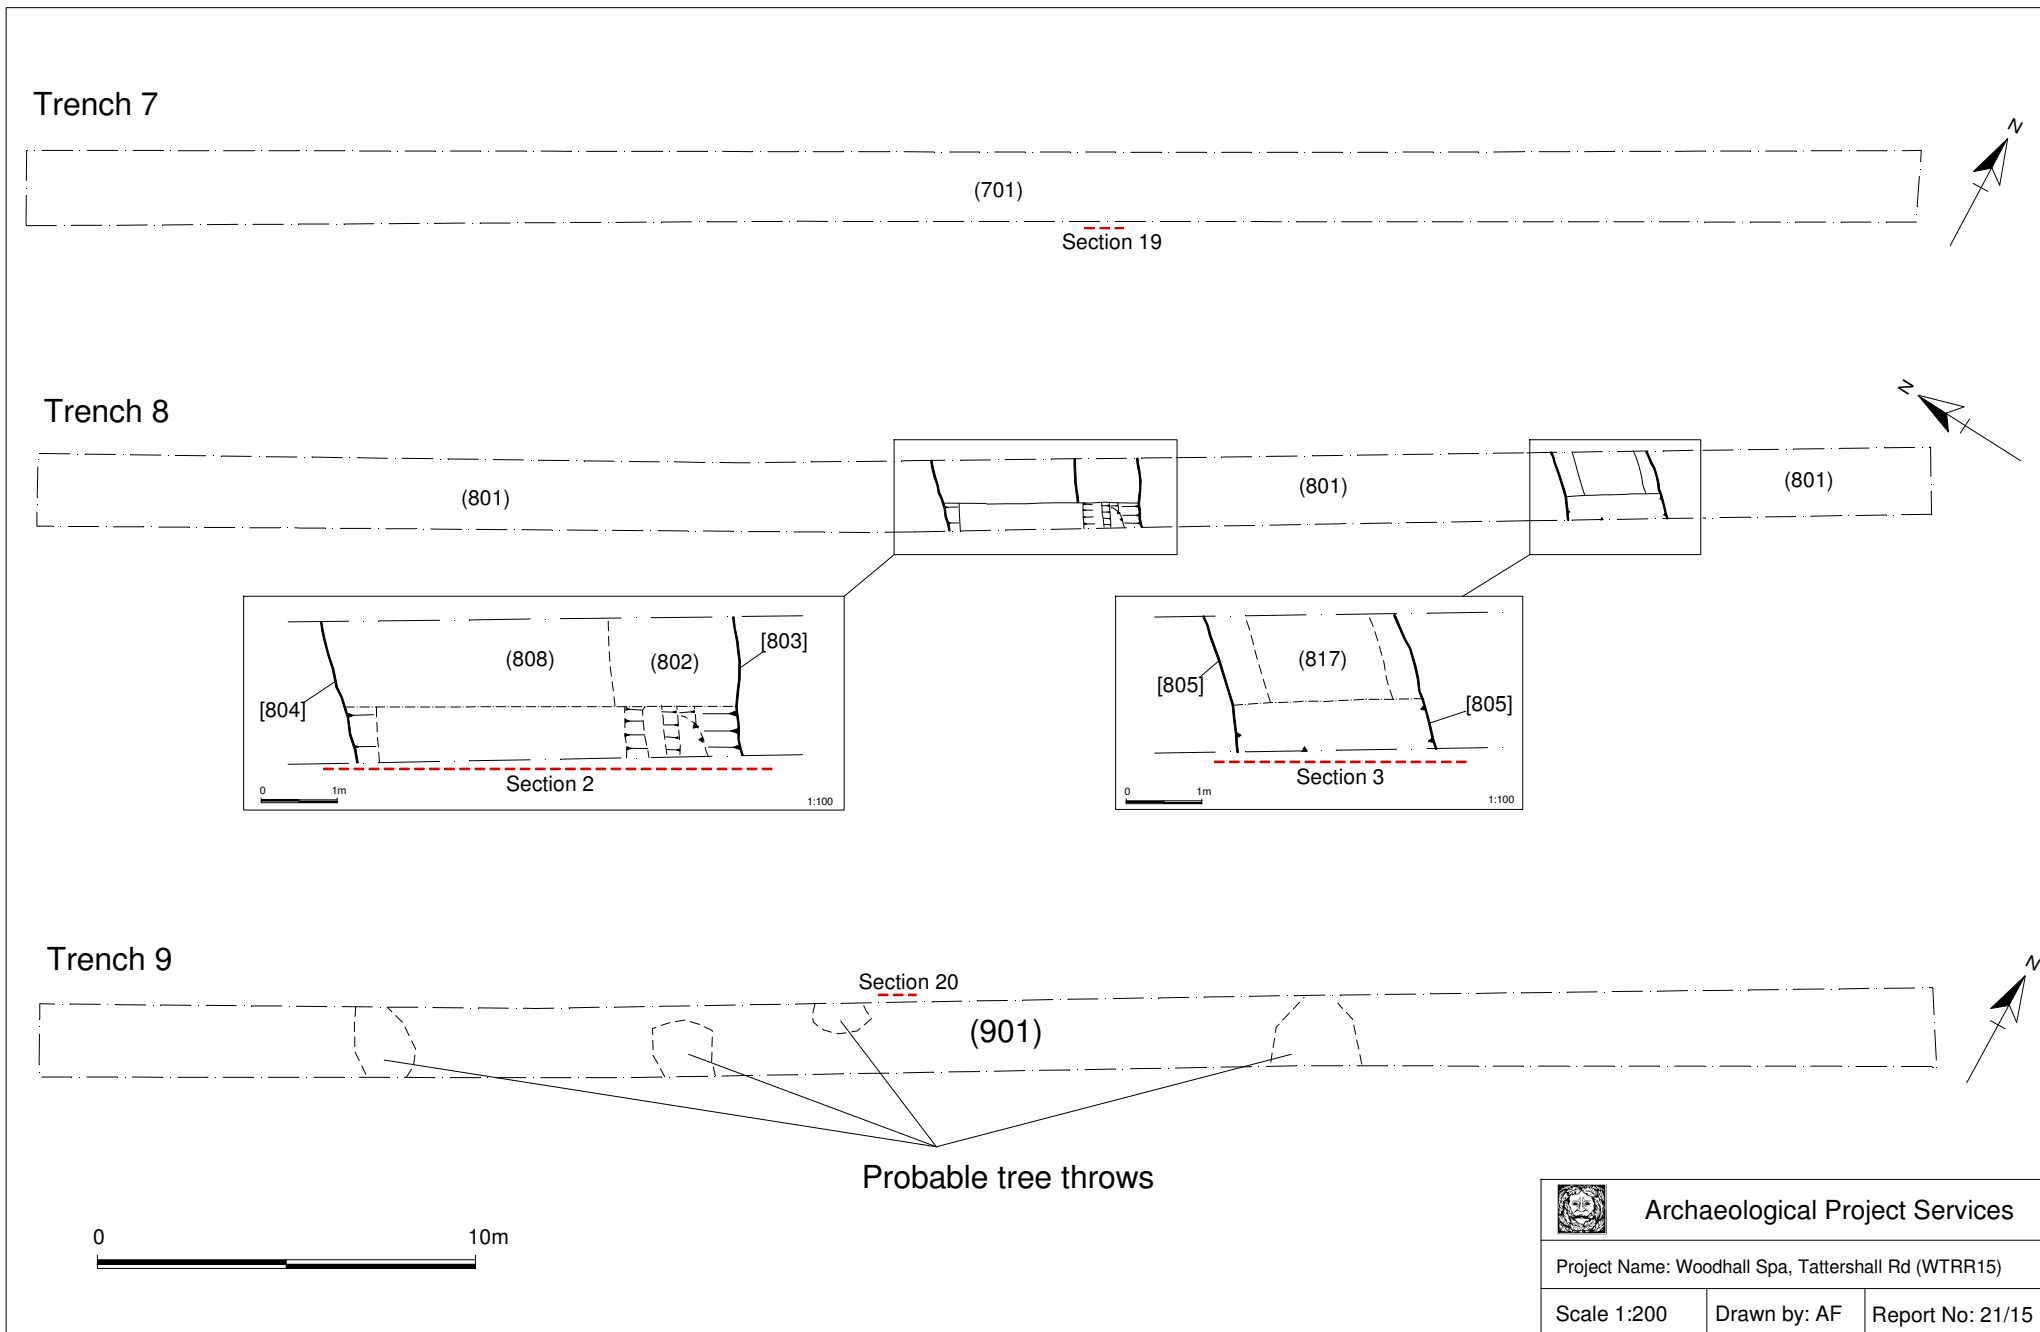 Trench 7
N
(701)
Section 19
Trench 8
N
(801)
(801)
(801)
(808)
(802)
[803]
[804]
Section 2
0 1m
1:100
(817)
[805]
[805]
Section 3
0 1m
1:100
Trench 9
N
Section 20
(901)
Probable tree throws
0 10m
Archaeological Project Services
Project Name: Woodhall Spa, Tattershall Rd (WTRR15)
Scale 1:200
Drawn by: AF
Report No: 21/15